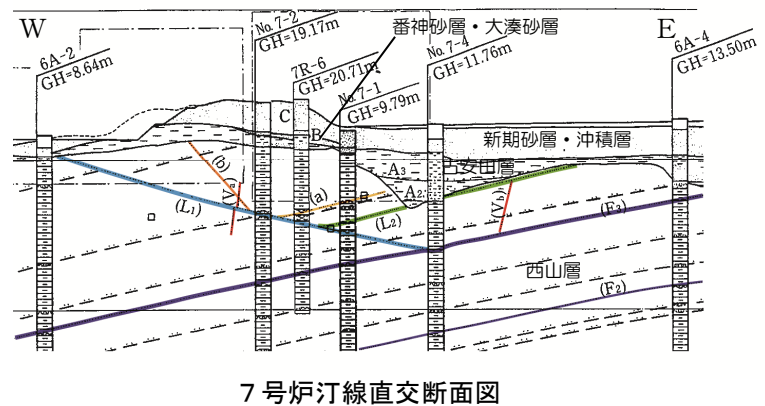 W
E
6A-2
GH=8.64m
No.7-2
GH=19.17m
7R-6
GH=20.71m
No.7-1
GH=9.79m
番神砂層・大湊砂層
No.7-4
GH=11.76m
6A-4
GH=13.50m
C
B
新期砂層・沖積層
古安田層
A3
A2
(b)
(a)
(L1)
(L2)
(F3)
西山層
(F2)
7号炉汀線直交断面図